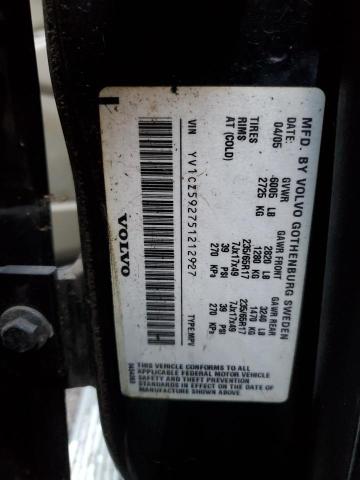 MFD. BY VOLVO GOTHENBURG SWEDEN
DATE: GVWR GAWR FRONT GAWR REAR
04/05 -6005 LB 2820 LB 3240 LB
2725 KG 1280 KG 1470 KG
TIRES 235/65R17 235/65R17
RIMS 7Jx17x49 7Jx17x49
AT (COLD) 39 PSI 39 PSI
270 KPa 270 KPa
VIN YV1CZ592751212927 TYPE:MPV
VOLVO
THIS VEHICLE CONFORMS TO ALL
APPLICABLE FEDERAL MOTOR VEHICLE
SAFETY AND THEFT PREVENTION
STANDARDS IN EFFECT ON THE DATE OF
MANUFACTURE SHOWN ABOVE